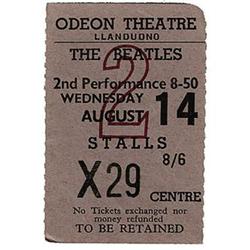 ODEON THEATRE
LLANDUDNO
THE BEATLES
2
2nd Performance 8-50
WEDNESDAY
AUGUST 14
STALLS
8/6
X29 CENTRE
No Tickets exchanged nor
money refunded
TO BE RETAINED